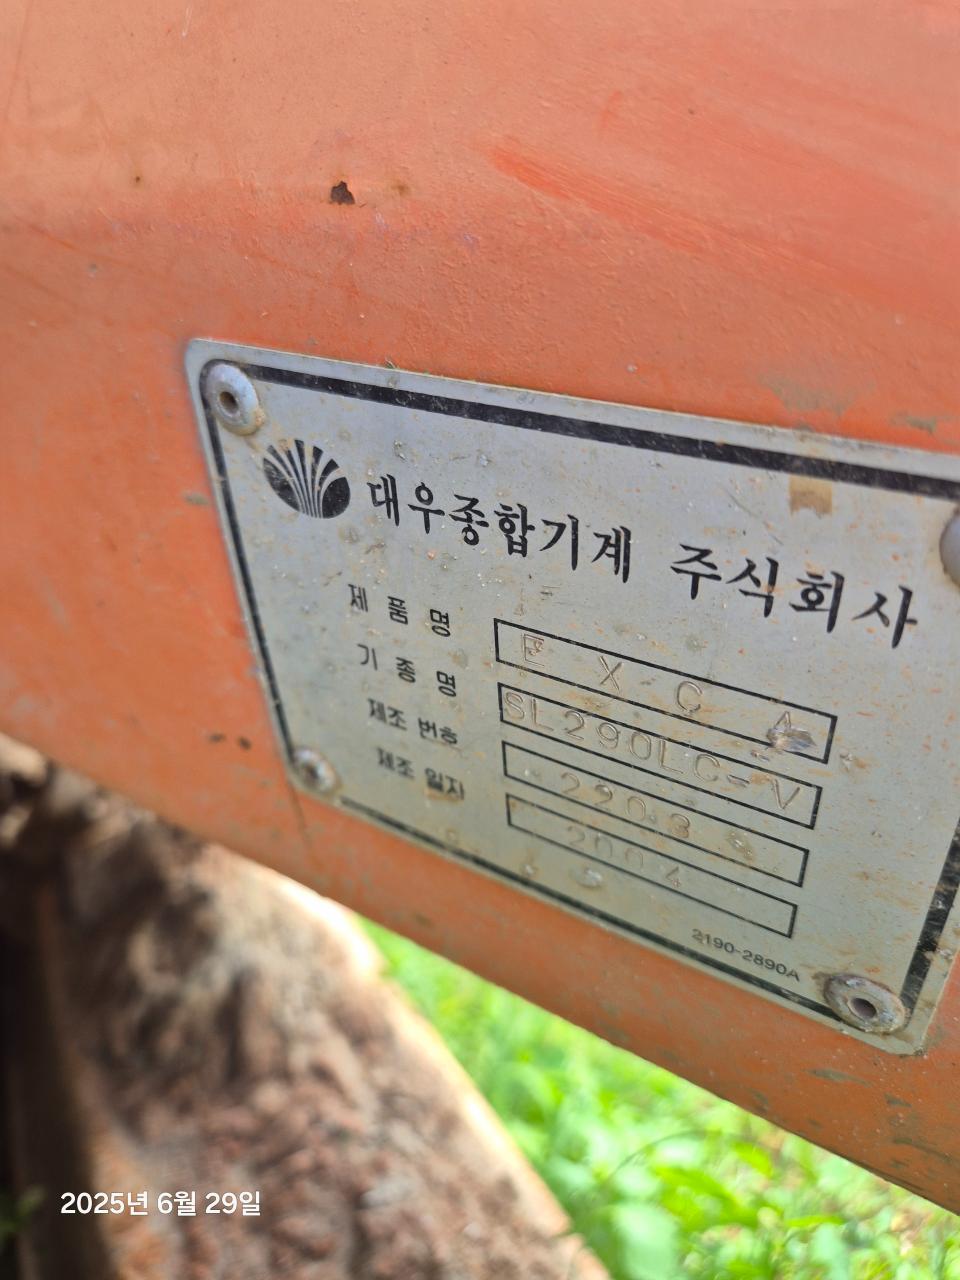 대우종합기계 주식회사
제품명 EXCA
기종명 SL290LC-V
제조 번호 2203
제조 일자 2004
2190-2890A
2025년 6월 29일